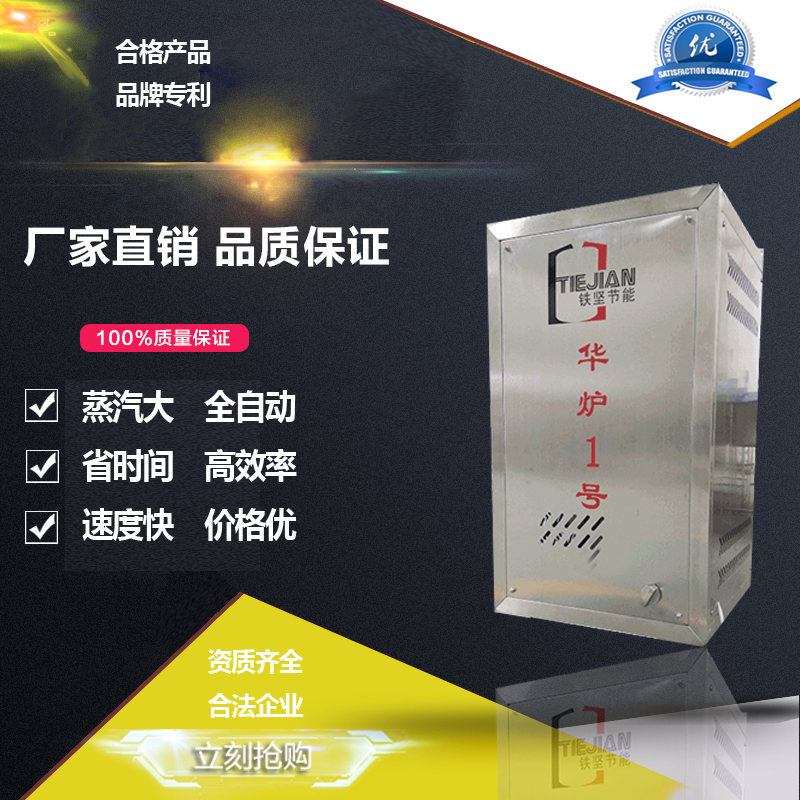 合格产品
品牌专利
SATISFACTION GUARANTEED
优
SATISFACTION GUARANTEED
厂家直销 品质保证
100%质量保证
蒸汽大 全自动
省时间 高效率
速度快 价格优
TIEJIAN
铁坚节能
华炉1号
资质齐全
合法企业
立刻抢购
TIEJIAN
铁坚节能